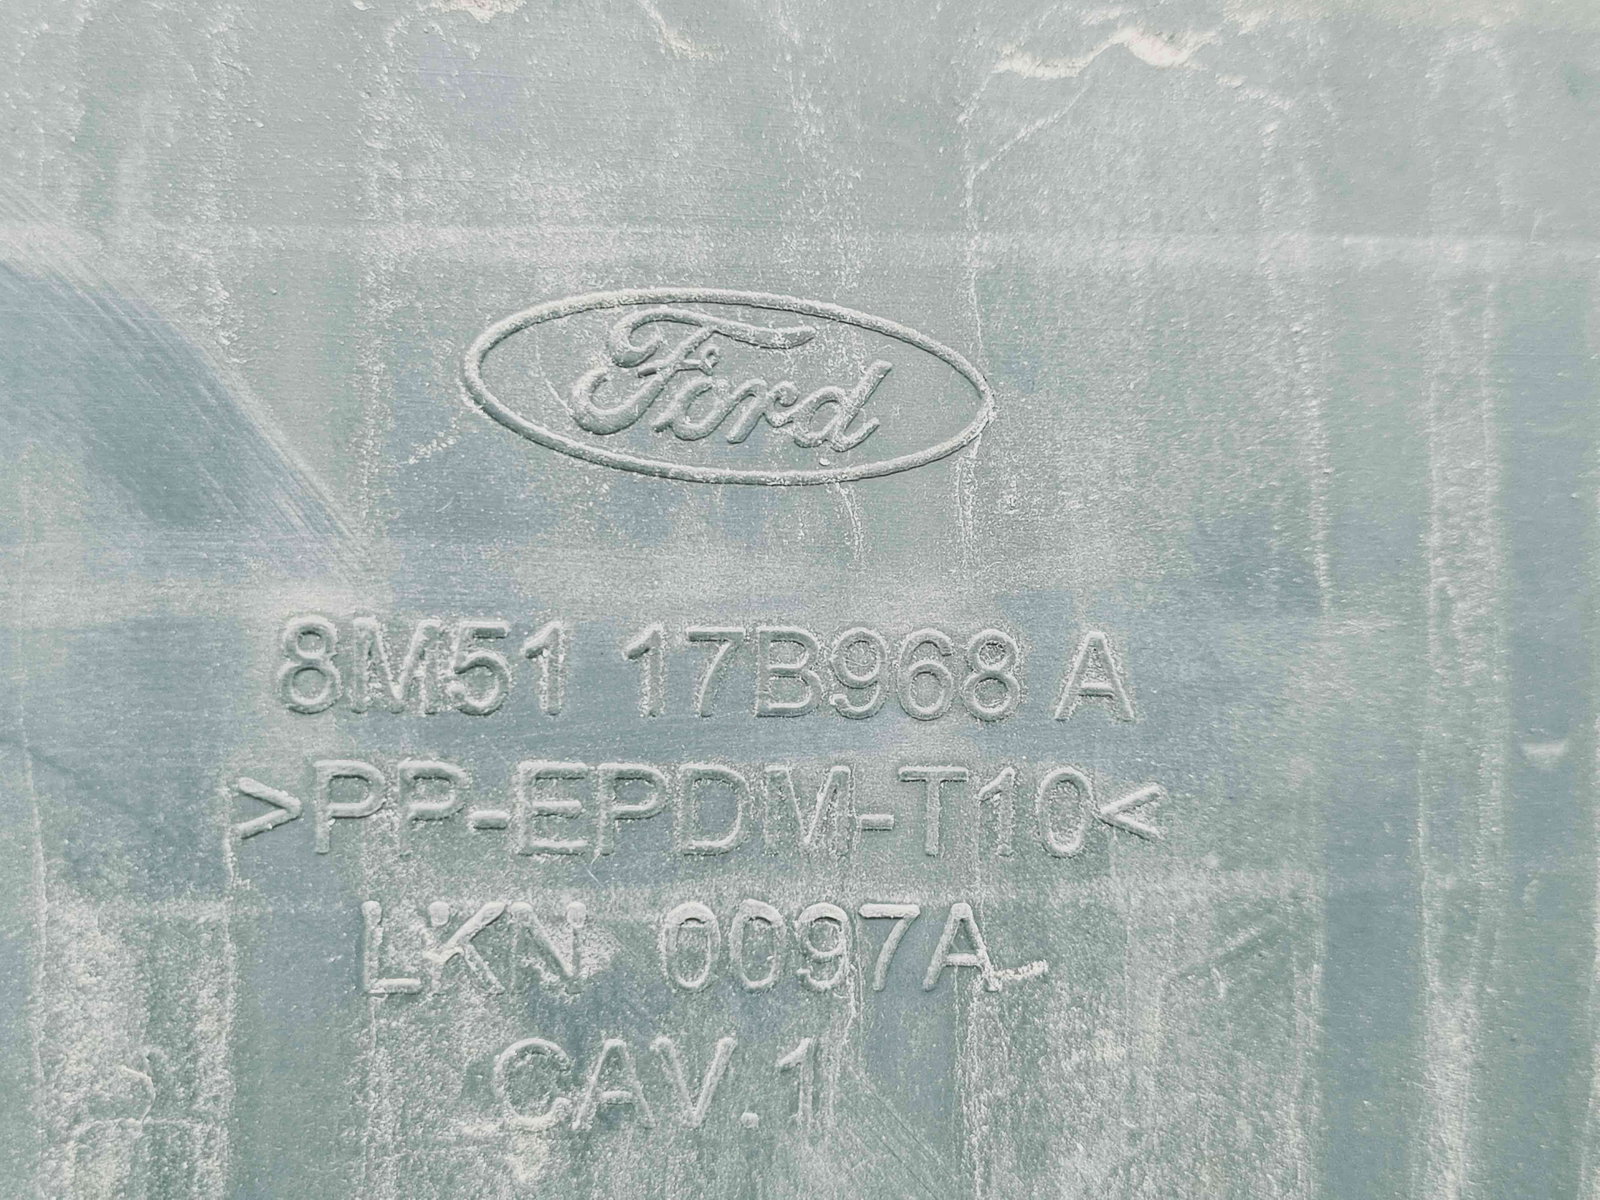 Ford
8M51 17B968 A
>PP-EPDM-T10<
LKN 0097A
CAV.1